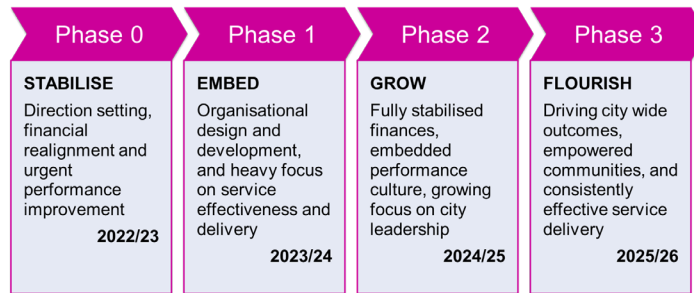 Phase 0
STABILISE
Direction setting,
financial
realignment and
urgent
performance
improvement
2022/23
Phase 1
EMBED
Organisational
design and
development,
and heavy focus
on service
effectiveness and
delivery
2023/24
Phase 2
GROW
Fully stabilised
finances,
embedded
performance
culture, growing
focus on city
leadership
2024/25
Phase 3
FLOURISH
Driving city wide
outcomes,
empowered
communities, and
consistently
effective service
delivery
2025/26